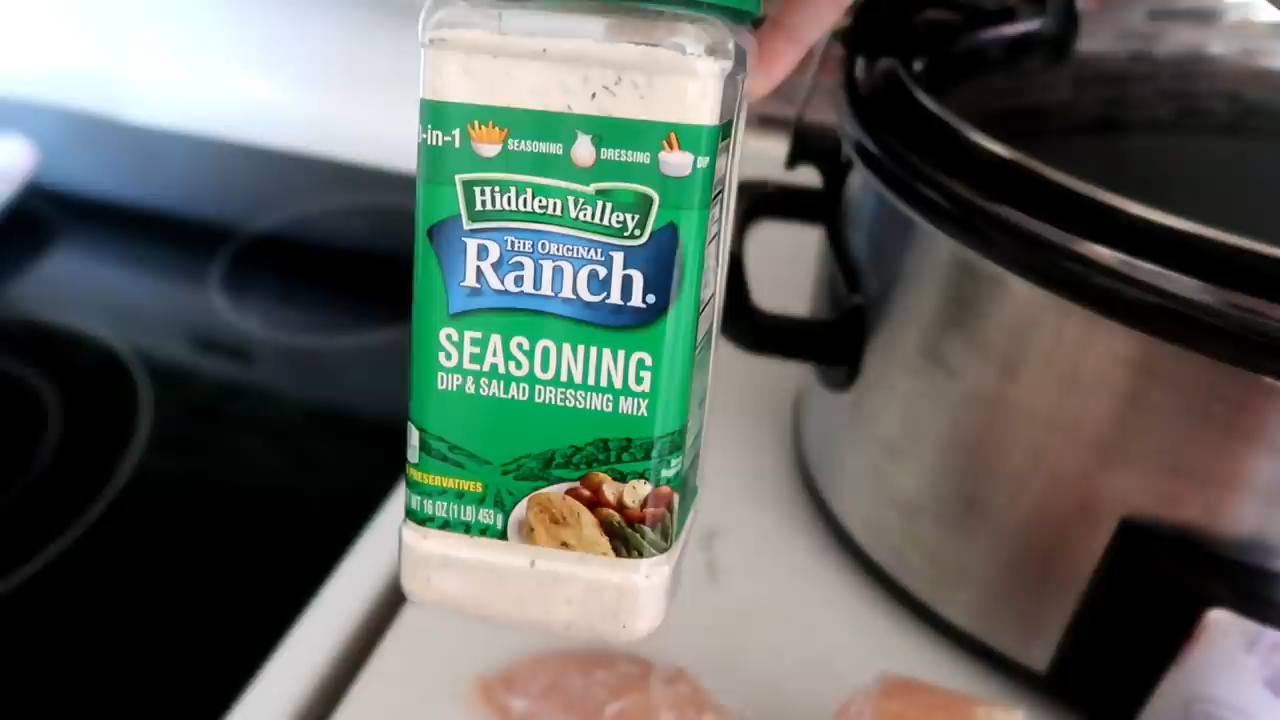 -in-1 SEASONING DRESSING DIP
Hidden Valley.
THE ORIGINAL
Ranch.
SEASONING
DIP & SALAD DRESSING MIX
PRESERVATIVES
WT 16 OZ (1 LB) 453 g